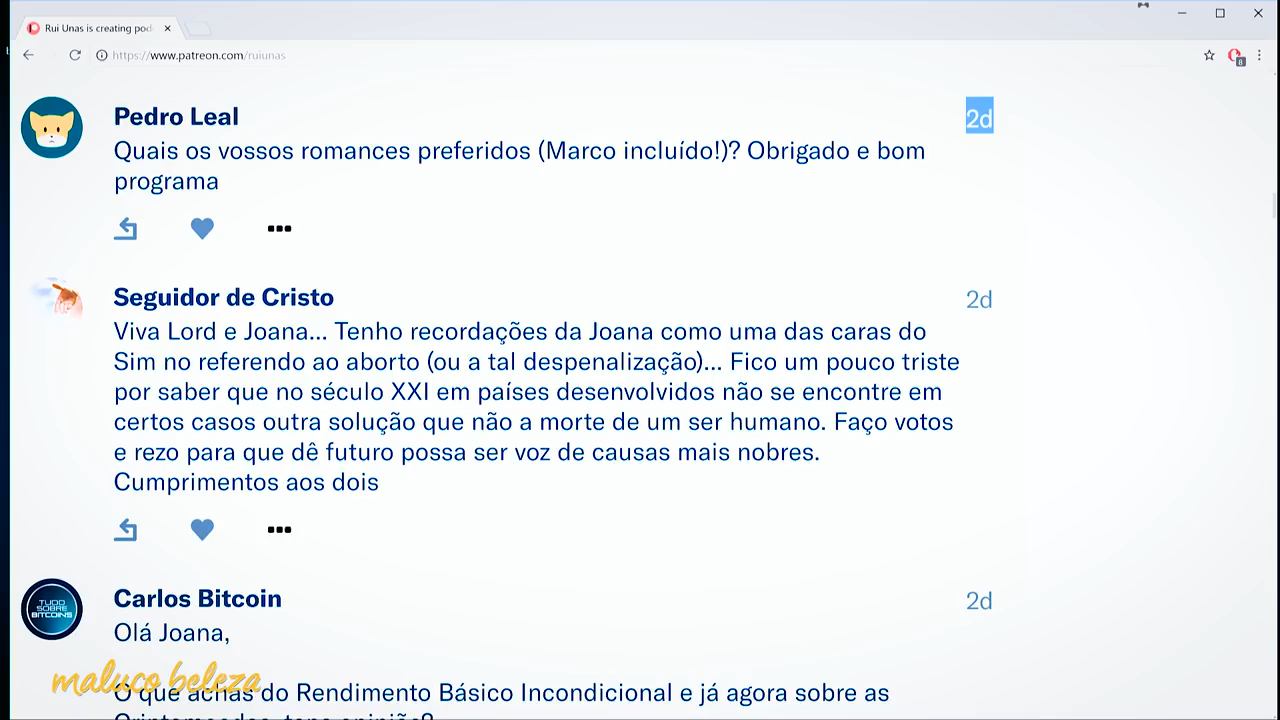 Rui Unas is creating pod
https://www.patreon.com/ruiunas
8
Pedro Leal
2d
Quais os vossos romances preferidos (Marco incluído!)? Obrigado e bom
programa
Seguidor de Cristo
2d
Viva Lord e Joana... Tenho recordações da Joana como uma das caras do
Sim no referendo ao aborto (ou a tal despenalização)... Fico um pouco triste
por saber que no século XXI em países desenvolvidos não se encontre em
certos casos outra solução que não a morte de um ser humano. Faço votos
e rezo para que dê futuro possa ser voz de causas mais nobres.
Cumprimentos aos dois
TUDO
SOBRE
BITCOINS
Carlos Bitcoin
2d
Olá Joana,
maluco beleza
O que achas do Rendimento Básico Incondicional e já agora sobre as
Criptomoedas, tens opinião?